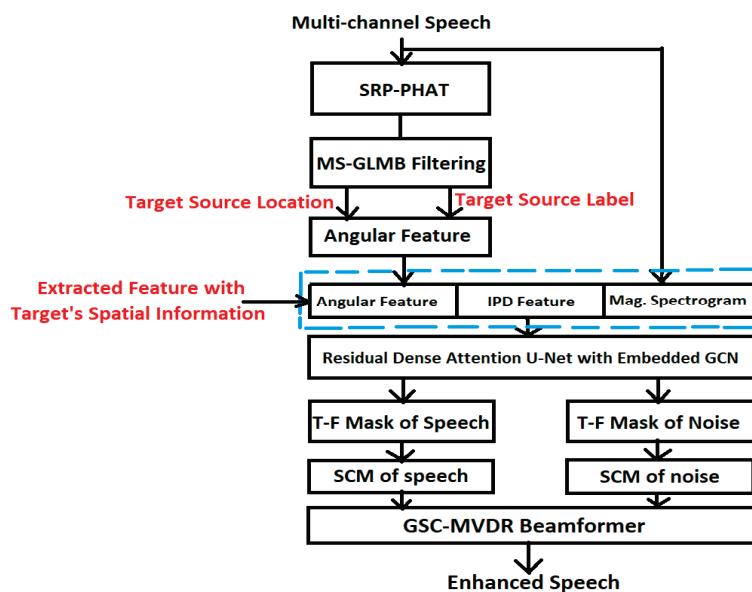 Multi-channel Speech
SRP-PHAT
MS-GLMB Filtering
Target Source Location
Target Source Label
Angular Feature
Extracted Feature with
Target's Spatial Information
Angular Feature
IPD Feature
Mag. Spectrogram
Residual Dense Attention U-Net with Embedded GCN
T-F Mask of Speech
T-F Mask of Noise
SCM of speech
SCM of noise
GSC-MVDR Beamformer
Enhanced Speech